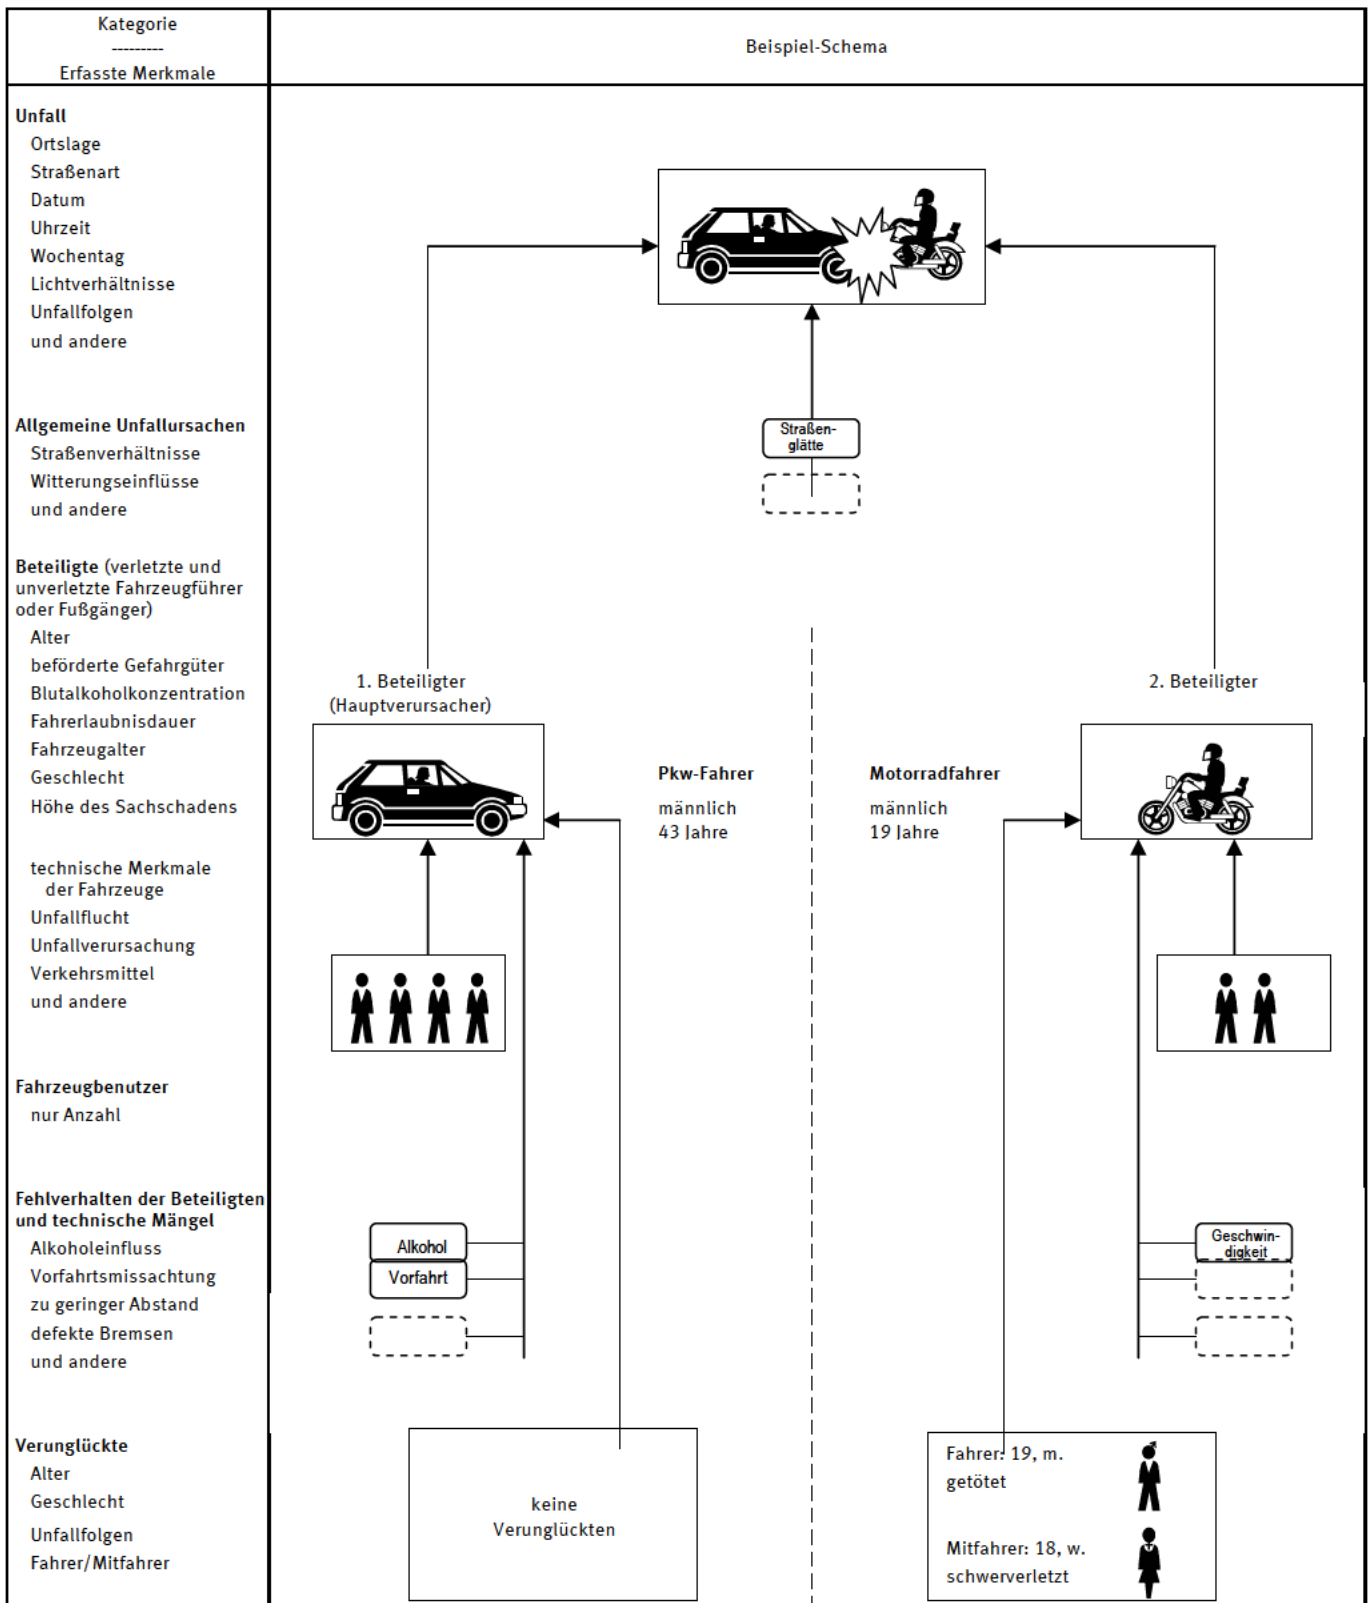 Kategorie
---------
Erfasste Merkmale
Beispiel-Schema
Unfall
Ortslage
Straßenart
Datum
Uhrzeit
Wochentag
Lichtverhältnisse
Unfallfolgen
und andere
Straßen-
glätte
Allgemeine Unfallursachen
Straßenverhältnisse
Witterungseinflüsse
und andere
Beteiligte (verletzte und
unverletzte Fahrzeugführer
oder Fußgänger)
Alter
beförderte Gefahrgüter
Blutalkoholkonzentration
Fahrerlaubnisdauer
Fahrzeugalter
Geschlecht
Höhe des Sachschadens
technische Merkmale
der Fahrzeuge
Unfallflucht
Unfallverursachung
Verkehrsmittel
und andere
1. Beteiligter
(Hauptverursacher)
Pkw-Fahrer
männlich
43 Jahre
2. Beteiligter
Motorradfahrer
männlich
19 Jahre
Fahrzeugbenutzer
nur Anzahl
Fehlverhalten der Beteiligten
und technische Mängel
Alkoholeinfluss
Vorfahrtsmissachtung
zu geringer Abstand
defekte Bremsen
und andere
Alkohol
Vorfahrt
Geschwin-
digkeit
Verunglückte
Alter
Geschlecht
Unfallfolgen
Fahrer/Mitfahrer
keine
Verunglückten
Fahrer: 19, m.
getötet
Mitfahrer: 18, w.
schwerverletzt